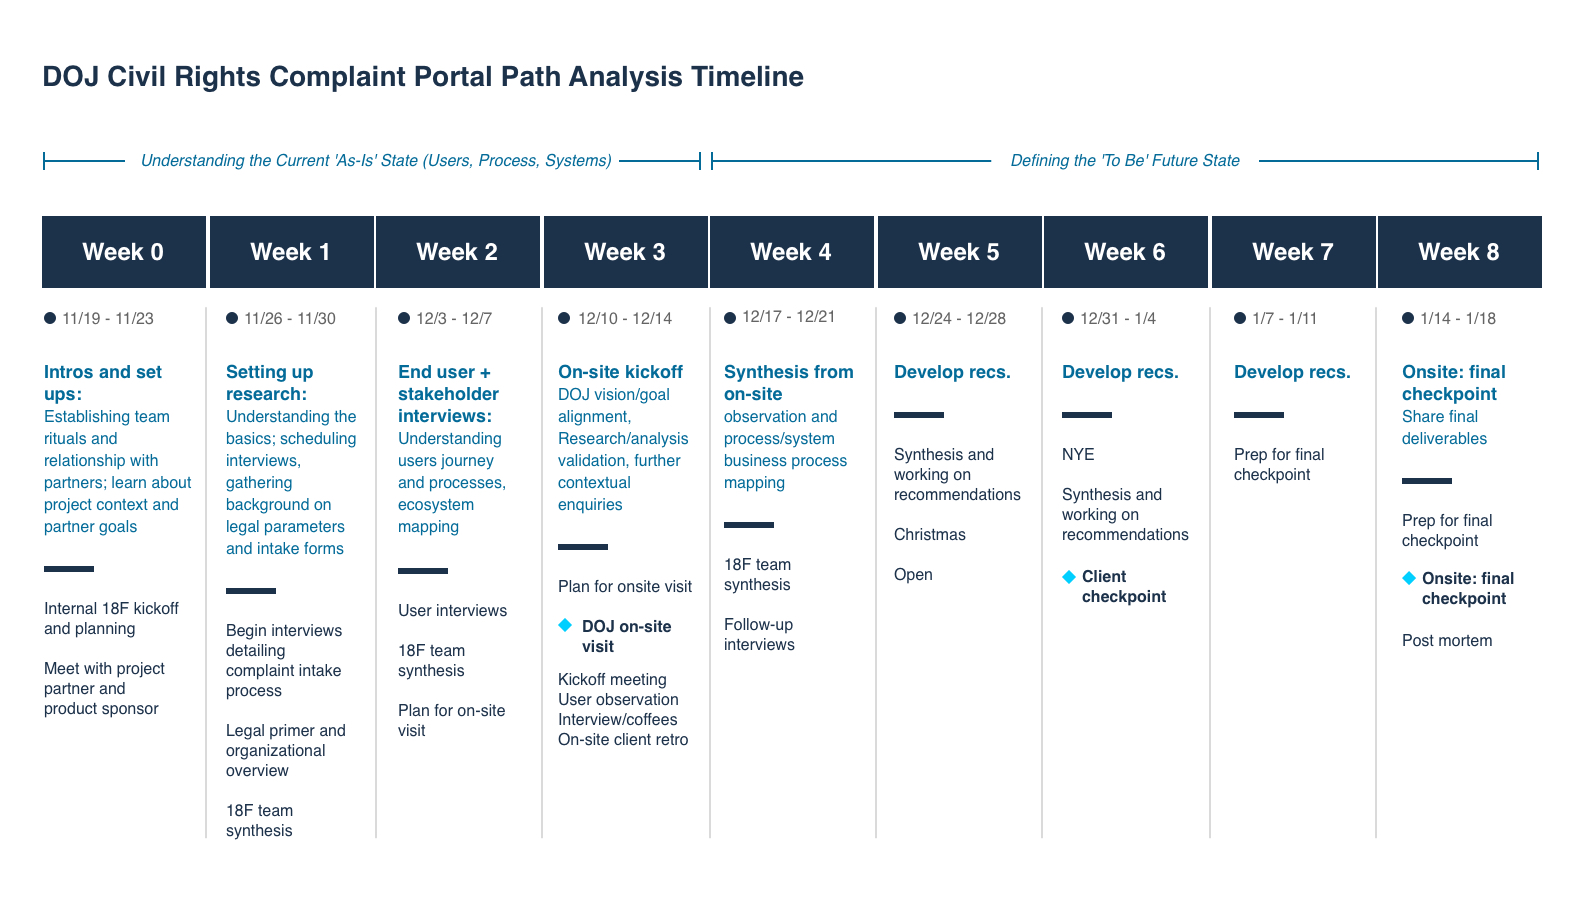 DOJ Civil Rights Complaint Portal Path Analysis Timeline
Understanding the Current 'As-Is' State (Users, Process, Systems)
Defining the 'To Be' Future State
Week 0
11/19 - 11/23
Intros and set
ups:
Establishing team
rituals and
relationship with
partners; learn about
project context and
partner goals
Internal 18F kickoff
and planning
Meet with project
partner and
product sponsor
Week 1
11/26 - 11/30
Setting up
research:
Understanding the
basics; scheduling
interviews,
gathering
background on
legal parameters
and intake forms
Begin interviews
detailing
complaint intake
process
Legal primer and
organizational
overview
18F team
synthesis
Week 2
12/3 - 12/7
End user +
stakeholder
interviews:
Understanding
users journey
and processes,
ecosystem
mapping
User interviews
18F team
synthesis
Plan for on-site
visit
Week 3
12/10 - 12/14
On-site kickoff
DOJ vision/goal
alignment,
Research/analysis
validation, further
contextual
enquiries
Plan for onsite visit
DOJ on-site
visit
Kickoff meeting
User observation
Interview/coffees
On-site client retro
Week 4
12/17 - 12/21
Synthesis from
on-site
observation and
process/system
business process
mapping
18F team
synthesis
Follow-up
interviews
Week 5
12/24 - 12/28
Develop recs.
Synthesis and
working on
recommendations
Christmas
Open
Week 6
12/31 - 1/4
Develop recs.
NYE
Synthesis and
working on
recommendations
Client
checkpoint
Week 7
1/7 - 1/11
Develop recs.
Prep for final
checkpoint
Week 8
1/14 - 1/18
Onsite: final
checkpoint
Share final
deliverables
Prep for final
checkpoint
Onsite: final
checkpoint
Post mortem